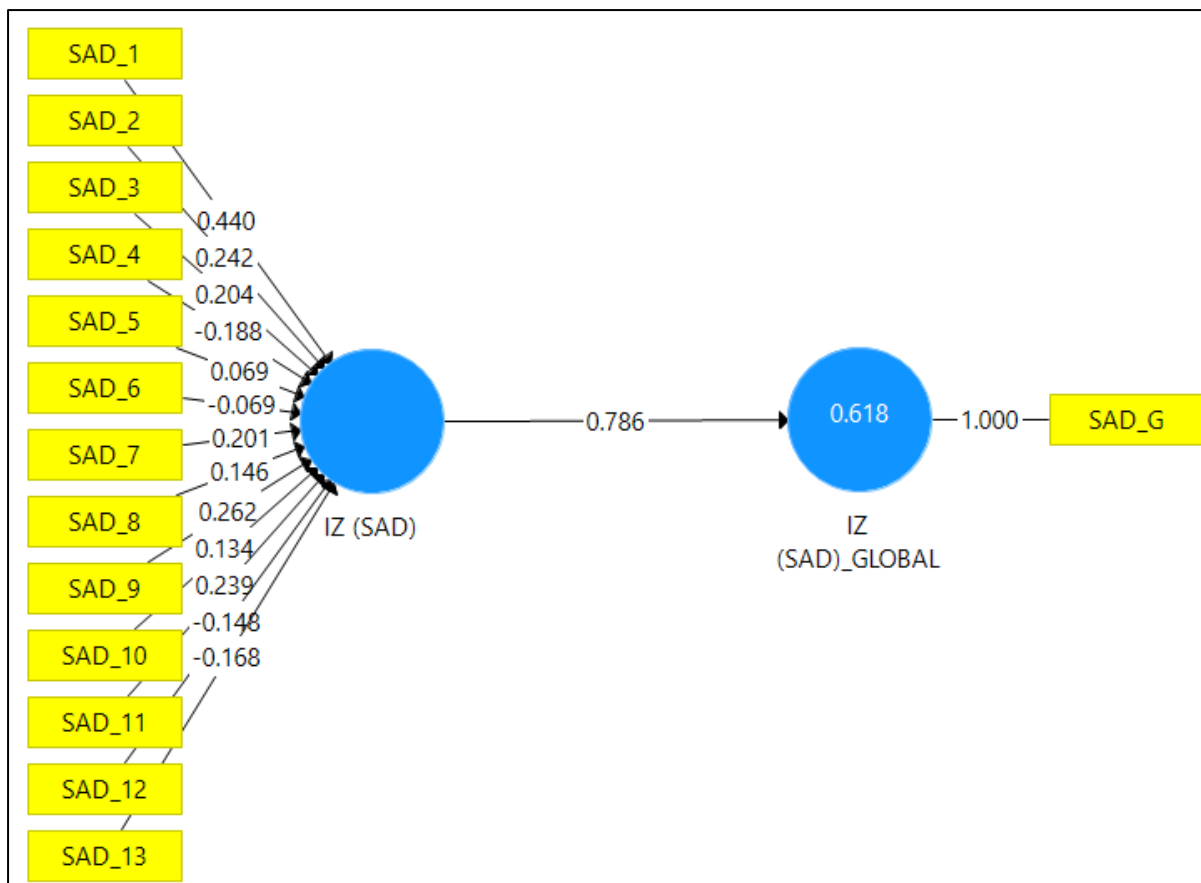 SAD_1
SAD_2
SAD_3
SAD_4
SAD_5
SAD_6
SAD_7
SAD_8
SAD_9
SAD_10
SAD_11
SAD_12
SAD_13
0.440
0.242
0.204
-0.188
0.069
-0.069
0.201
0.146
0.262
0.134
0.239
-0.148
-0.168
IZ (SAD)
0.786
0.618
IZ
(SAD)_GLOBAL
1.000
SAD_G